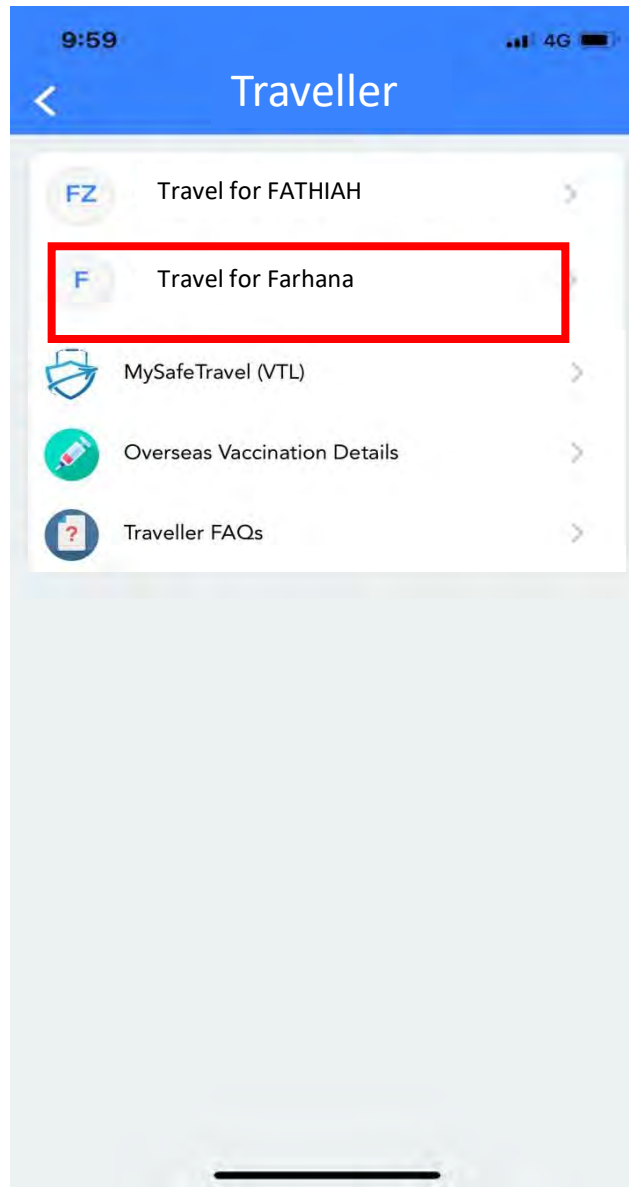 9:59
4G
Traveller
FZ Travel for FATHIAH
F Travel for Farhana
MySafeTravel (VTL)
Overseas Vaccination Details
? Traveller FAQs